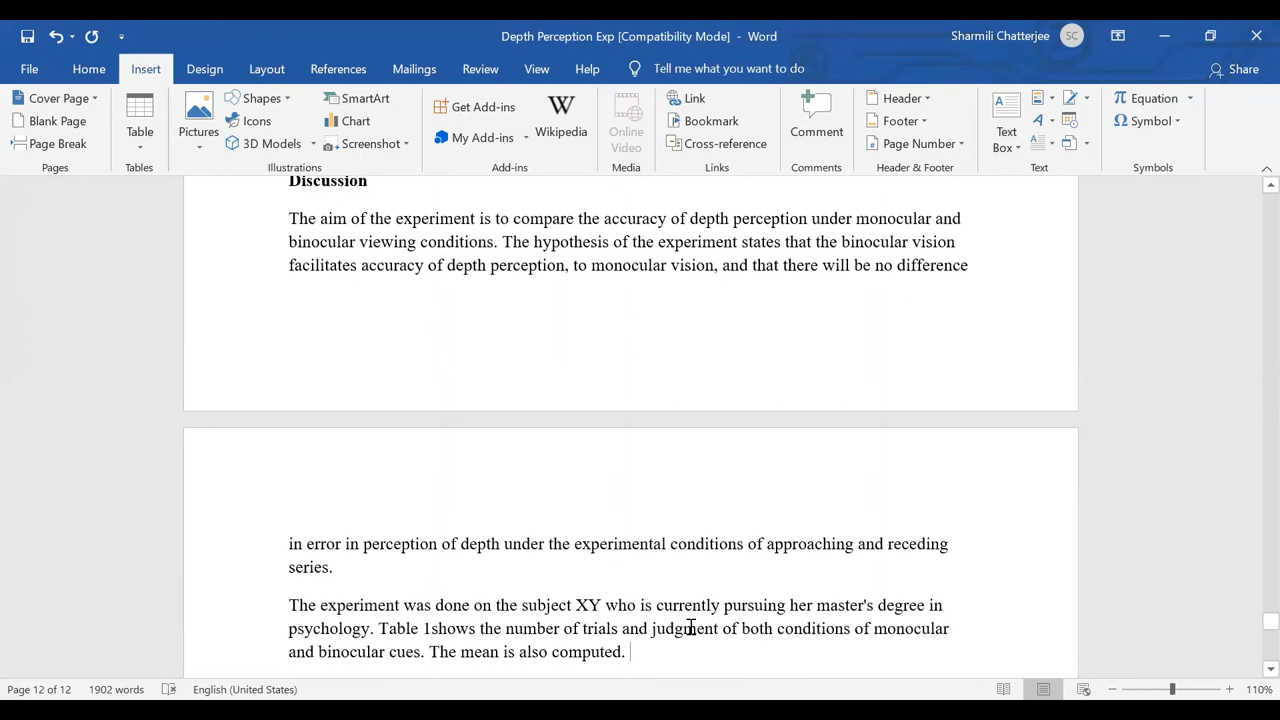 Depth Perception Exp [Compatibility Mode] - Word
Sharmili Chatterjee SC
File Home Insert Design Layout References Mailings Review View Help Tell me what you want to do Share
Cover Page
Blank Page
Page Break
Pages
Table
Tables
Pictures
Shapes
Icons
3D Models
SmartArt
Chart
Screenshot
Illustrations
Get Add-ins
My Add-ins
Wikipedia
Add-ins
Online
Video
Media
Link
Bookmark
Cross-reference
Links
Comment
Comments
Header
Footer
Page Number
Header & Footer
Text
Box
Text
Equation
Symbol
Symbols
Discussion
The aim of the experiment is to compare the accuracy of depth perception under monocular and
binocular viewing conditions. The hypothesis of the experiment states that the binocular vision
facilitates accuracy of depth perception, to monocular vision, and that there will be no difference
in error in perception of depth under the experimental conditions of approaching and receding
series.
The experiment was done on the subject XY who is currently pursuing her master's degree in
psychology. Table 1shows the number of trials and judgment of both conditions of monocular
and binocular cues. The mean is also computed.
Page 12 of 12 1902 words English (United States) 110%